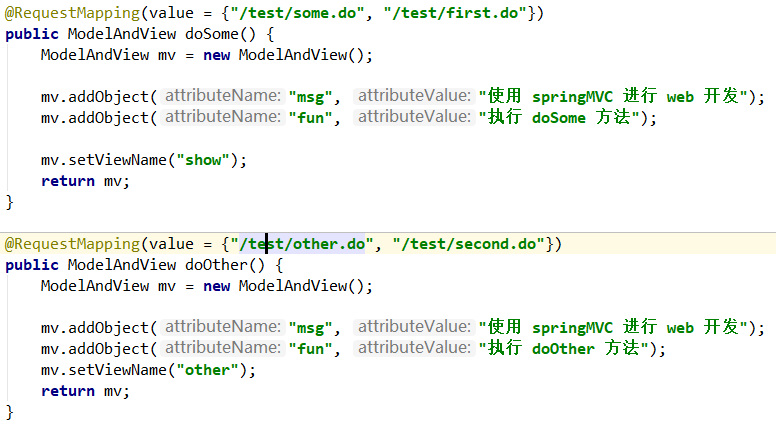 @RequestMapping(value = {"/test/some.do", "/test/first.do"})
public ModelAndView doSome() {
ModelAndView mv = new ModelAndView();
mv.addObject( attributeName: "msg", attributeValue: "使用 springMVC 进行 web 开发");
mv.addObject( attributeName: "fun", attributeValue: "执行 doSome 方法");
mv.setViewName("show");
return mv;
}
@RequestMapping(value = {"/test/other.do", "/test/second.do"})
public ModelAndView doOther() {
ModelAndView mv = new ModelAndView();
mv.addObject( attributeName: "msg", attributeValue: "使用 springMVC 进行 web 开发");
mv.addObject( attributeName: "fun", attributeValue: "执行 doOther 方法");
mv.setViewName("other");
return mv;
}